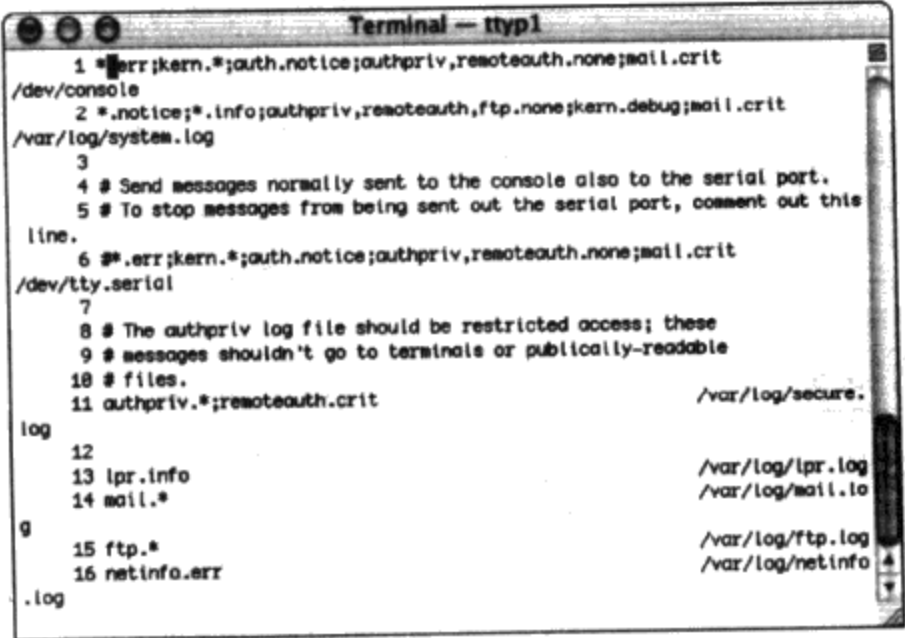 Terminal — ttyp1
1 *.err;kern.*;auth.notice;authpriv,remoteauth.none;mail.crit
/dev/console
2 *.notice;*.info;authpriv,remoteauth,ftp.none;kern.debug;mail.crit
/var/log/system.log
3
4 # Send messages normally sent to the console also to the serial port.
5 # To stop messages from being sent out the serial port, comment out this
line.
6 #*.err;kern.*;auth.notice;authpriv,remoteauth.none;mail.crit
/dev/tty.serial
7
8 # The authpriv log file should be restricted access; these
9 # messages shouldn't go to terminals or publically-readable
10 # files.
11 authpriv.*;remoteauth.crit /var/log/secure.
log
12
13 lpr.info /var/log/lpr.log
14 mail.* /var/log/mail.lo
g
15 ftp.* /var/log/ftp.log
16 netinfo.err /var/log/netinfo
.log